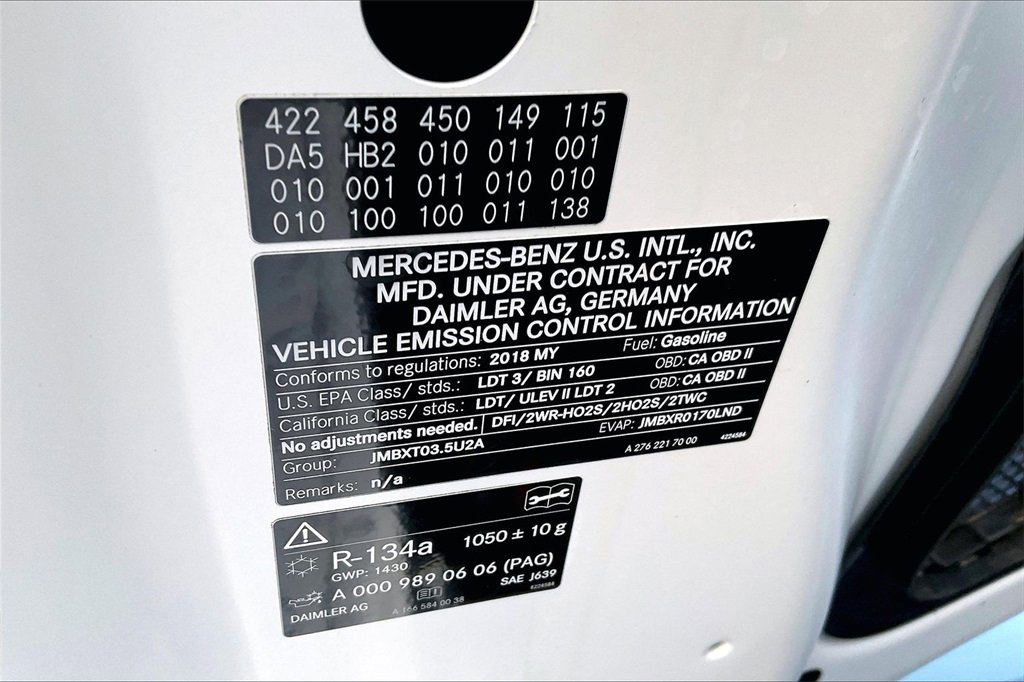 422 458 450 149 115
DA5 HB2 010 011 001
010 001 011 010 010
010 100 100 011 138
MERCEDES-BENZ U.S. INTL., INC.
MFD. UNDER CONTRACT FOR
DAIMLER AG, GERMANY
VEHICLE EMISSION CONTROL INFORMATION
Conforms to regulations: 2018 MY Fuel: Gasoline
U.S. EPA Class/ stds.: LDT 3/ BIN 160 OBD: CA OBD II
California Class/ stds.: LDT/ ULEV II LDT 2 OBD: CA OBD II
No adjustments needed. DFI/2WR-HO2S/2HO2S/2TWC
Group: JMBXT03.5U2A EVAP: JMBXR0170LND
Remarks: n/a A 276 221 70 00 4224584
R-134a 1050 ± 10 g
GWP: 1430
A 000 989 06 06 (PAG)
SAE J639
DAIMLER AG A 166 584 00 38 4224584